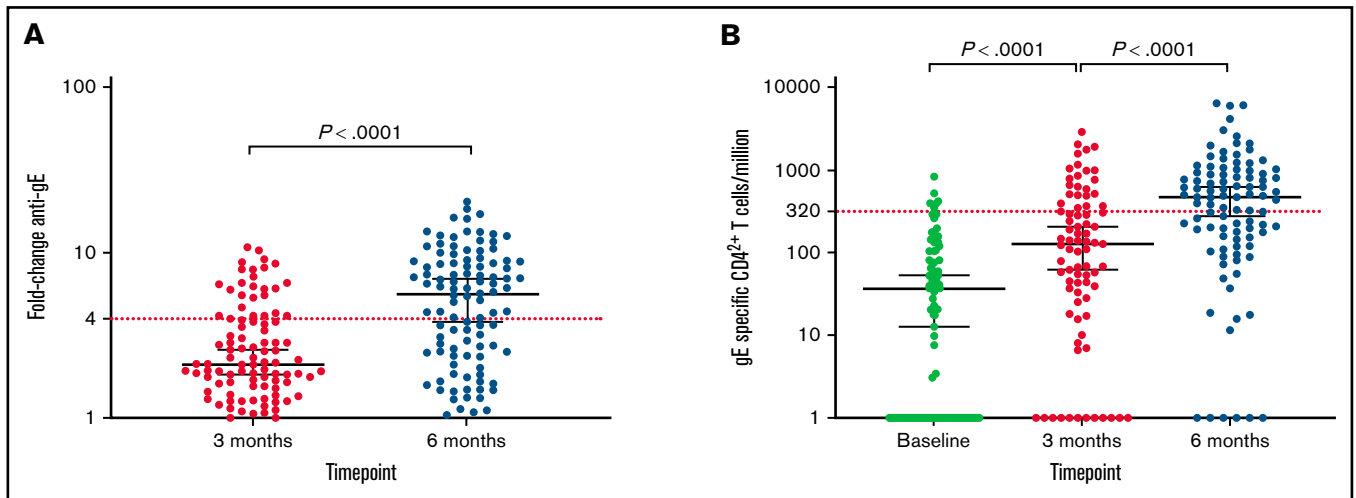 A
100
10
4
1
Fold-change anti-gE
P < .0001
3 months
6 months
Timepoint
B
10000
1000
320
100
10
1
gE specific CD4²⁺ T cells/million
P < .0001
P < .0001
Baseline
3 months
6 months
Timepoint